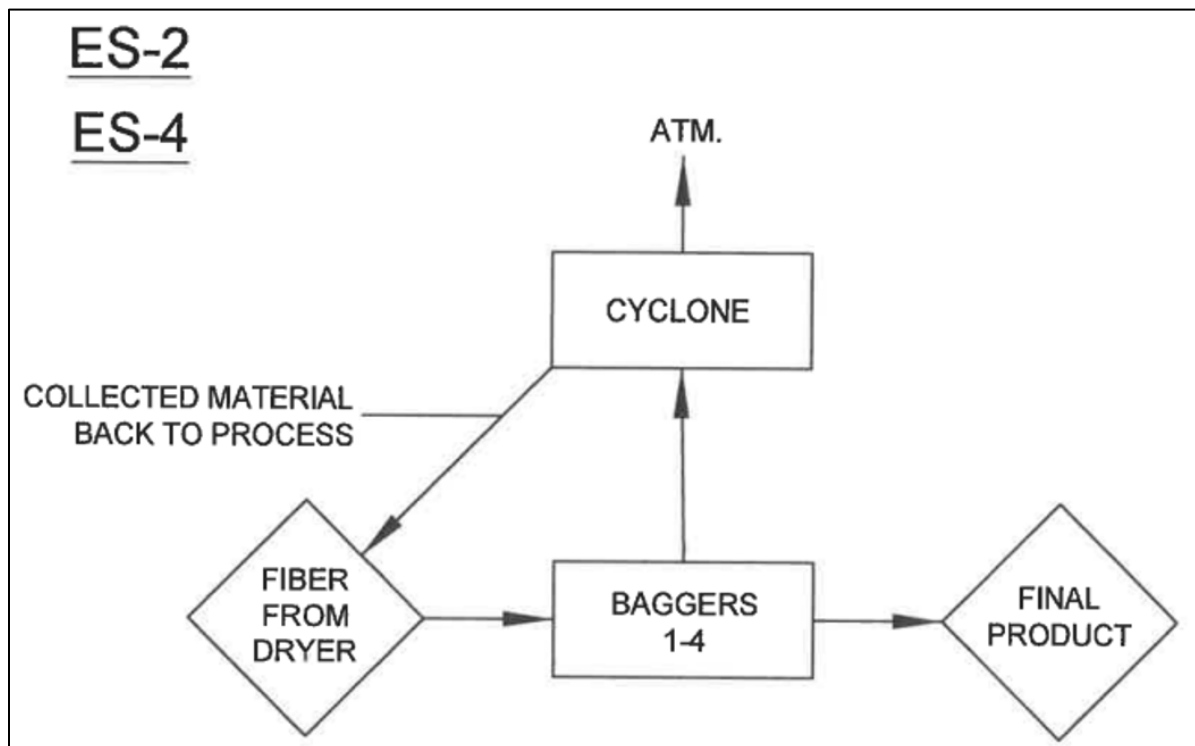 ES-2
ES-4
ATM.
CYCLONE
COLLECTED MATERIAL
BACK TO PROCESS
FIBER
FROM
DRYER
BAGGERS
1-4
FINAL
PRODUCT